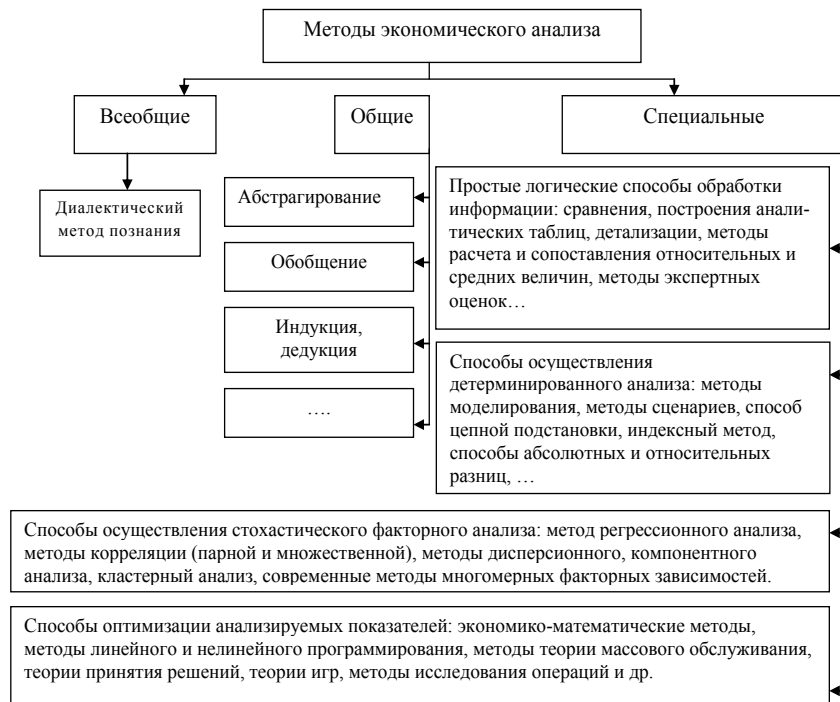 Методы экономического анализа
Всеобщие
Общие
Специальные
Диалектический
метод познания
Абстрагирование
Обобщение
Индукция,
дедукция
….
Простые логические способы обработки
информации: сравнения, построения анали-
тических таблиц, детализации, методы
расчета и сопоставления относительных и
средних величин, методы экспертных
оценок…
Способы осуществления
детерминированного анализа: методы
моделирования, методы сценариев, способ
цепной подстановки, индексный метод,
способы абсолютных и относительных
разниц, …
Способы осуществления стохастического факторного анализа: метод регрессионного анализа,
методы корреляции (парной и множественной), методы дисперсионного, компонентного
анализа, кластерный анализ, современные методы многомерных факторных зависимостей.
Способы оптимизации анализируемых показателей: экономико-математические методы,
методы линейного и нелинейного программирования, методы теории массового обслуживания,
теории принятия решений, теории игр, методы исследования операций и др.